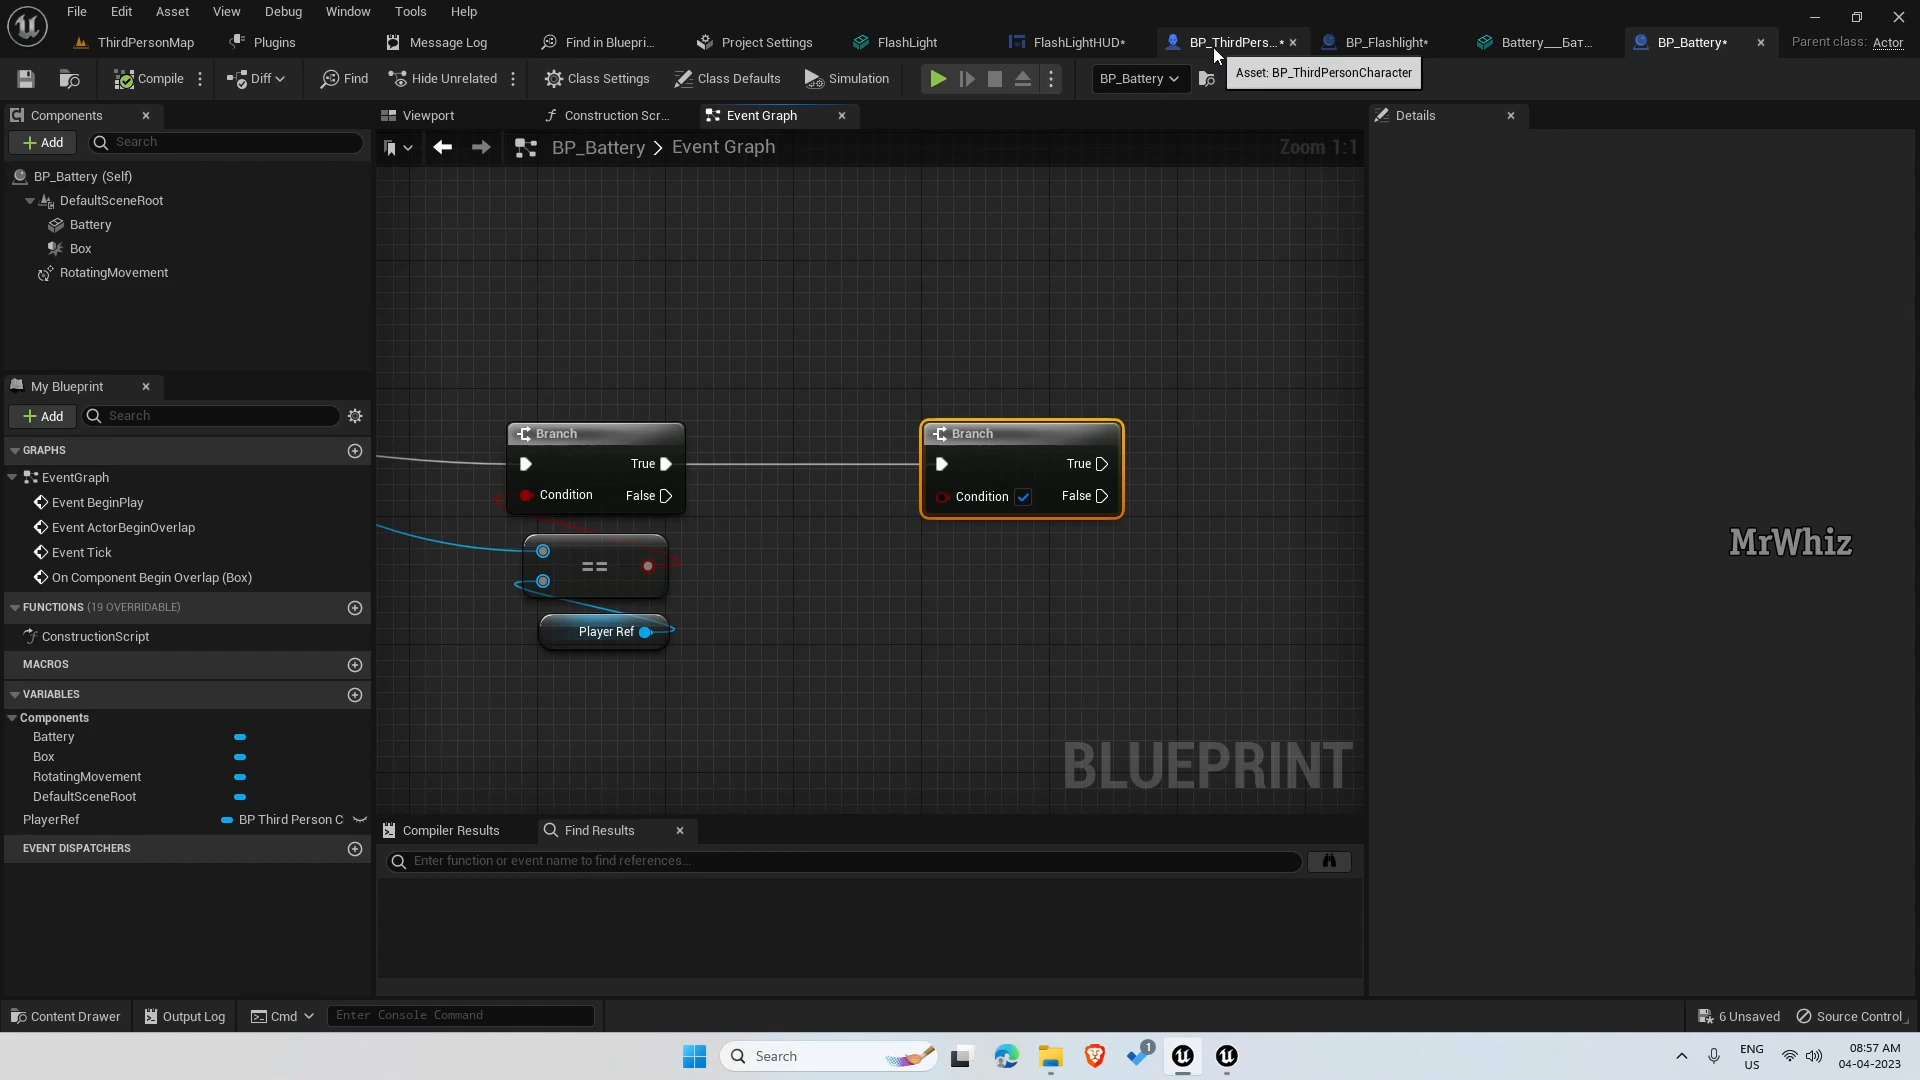 File Edit Asset View Debug Window Tools Help
ThirdPersonMap Plugins Message Log Find in Bluepri... Project Settings FlashLight FlashLightHUD* BP_ThirdPers...* BP_Flashlight* Battery___Бат... BP_Battery* Parent class: Actor
Compile Diff Find Hide Unrelated Class Settings Class Defaults Simulation BP_Battery
Asset: BP_ThirdPersonCharacter
Components
Add Search
BP_Battery (Self)
DefaultSceneRoot
Battery
Box
RotatingMovement
My Blueprint
Add Search
GRAPHS
EventGraph
Event BeginPlay
Event ActorBeginOverlap
Event Tick
On Component Begin Overlap (Box)
FUNCTIONS (19 OVERRIDABLE)
ConstructionScript
MACROS
VARIABLES
Components
Battery
Box
RotatingMovement
DefaultSceneRoot
PlayerRef BP Third Person C
EVENT DISPATCHERS
Viewport Construction Scr... Event Graph
BP_Battery > Event Graph Zoom 1:1
Branch
True
Condition False
==
Player Ref
Branch
True
Condition False
BLUEPRINT
Compiler Results Find Results
Enter function or event name to find references...
Details
MrWhiz
Content Drawer Output Log Cmd Enter Console Command 6 Unsaved Source Control
Search 1 ENG
US
08:57 AM
04-04-2023